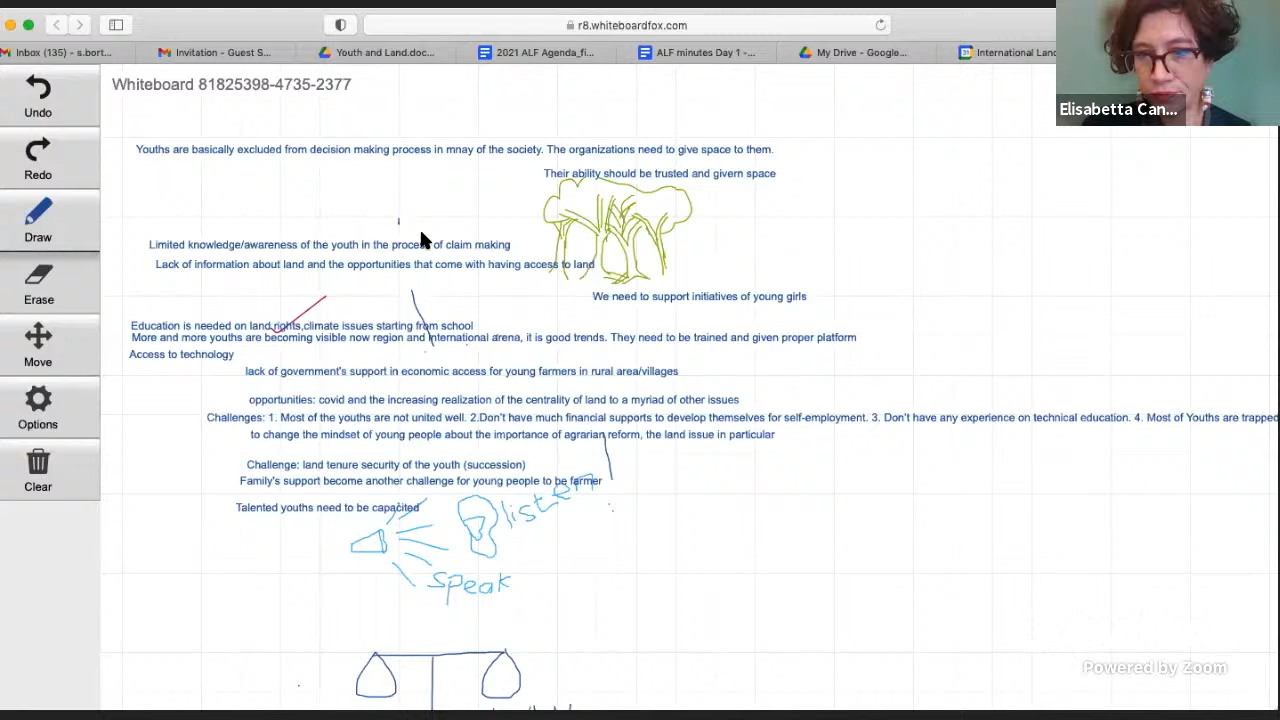 r8.whiteboardfox.com
Inbox (135) - s.bort...
Invitation - Guest S...
Youth and Land.doc...
2021 ALF Agenda_fi...
ALF minutes Day 1 -...
My Drive - Google...
International Lan
Elisabetta Can...
Whiteboard 81825398-4735-2377
Undo
Redo
Draw
Erase
Move
Options
Clear
Youths are basically excluded from decision making process in mnay of the society. The organizations need to give space to them.
Their ability should be trusted and givern space
Limited knowledge/awareness of the youth in the process of claim making
Lack of information about land and the opportunities that come with having access to land
We need to support initiatives of young girls
Education is needed on land rights,climate issues starting from school
More and more youths are becoming visible now region and international arena, it is good trends. They need to be trained and given proper platform
Access to technology
lack of government's support in economic access for young farmers in rural area/villages
opportunities: covid and the increasing realization of the centrality of land to a myriad of other issues
Challenges: 1. Most of the youths are not united well. 2.Don't have much financial supports to develop themselves for self-employment. 3. Don't have any experience on technical education. 4. Most of Youths are trapped
to change the mindset of young people about the importance of agrarian reform, the land issue in particular
Challenge: land tenure security of the youth (succession)
Family's support become another challenge for young people to be farmer
Talented youths need to be capacited
listen
speak
Powered by Zoom